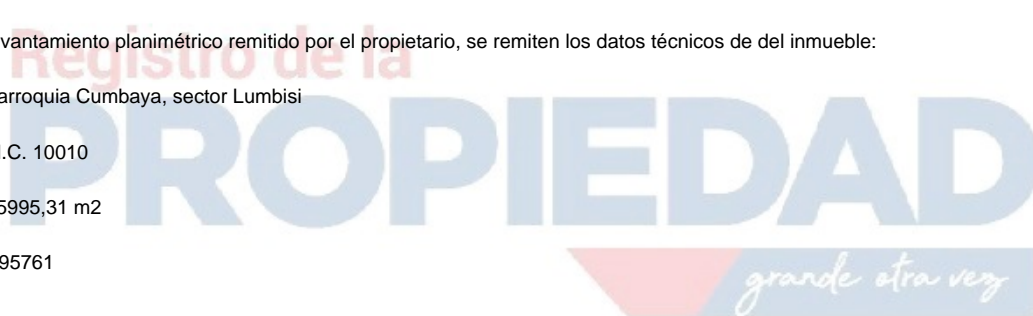 vantamiento planimétrico remitido por el propietario, se remiten los datos técnicos de del inmueble:
Registro de la
arroquia Cumbaya, sector Lumbisi
PROPIEDAD
.C. 10010
5995,31 m2
95761
grande otra vez